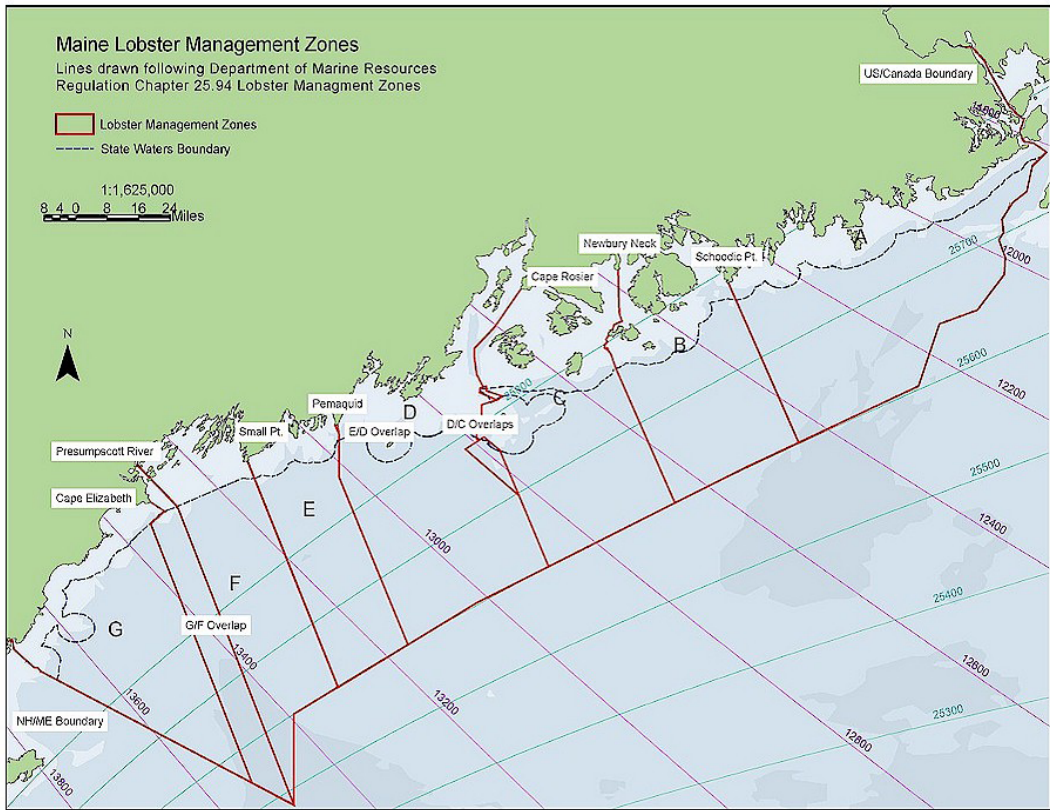 Maine Lobster Management Zones
Lines drawn following Department of Marine Resources
Regulation Chapter 25.94 Lobster Managment Zones
Lobster Management Zones
State Waters Boundary
1:1,625,000
8 4 0 8 16 24
Miles
N
US/Canada Boundary
11800
A
12000
25700
Newbury Neck
Schoodic Pt.
Cape Rosier
B
25600
12200
C
25800
D
Pemaquid
E/D Overlap
D/C Overlaps
Small Pt.
Presumpscott River
Cape Elizabeth
25500
E
13000
12400
F
25400
G
G/F Overlap
13400
12600
13600
13200
NH/ME Boundary
25300
12800
13800